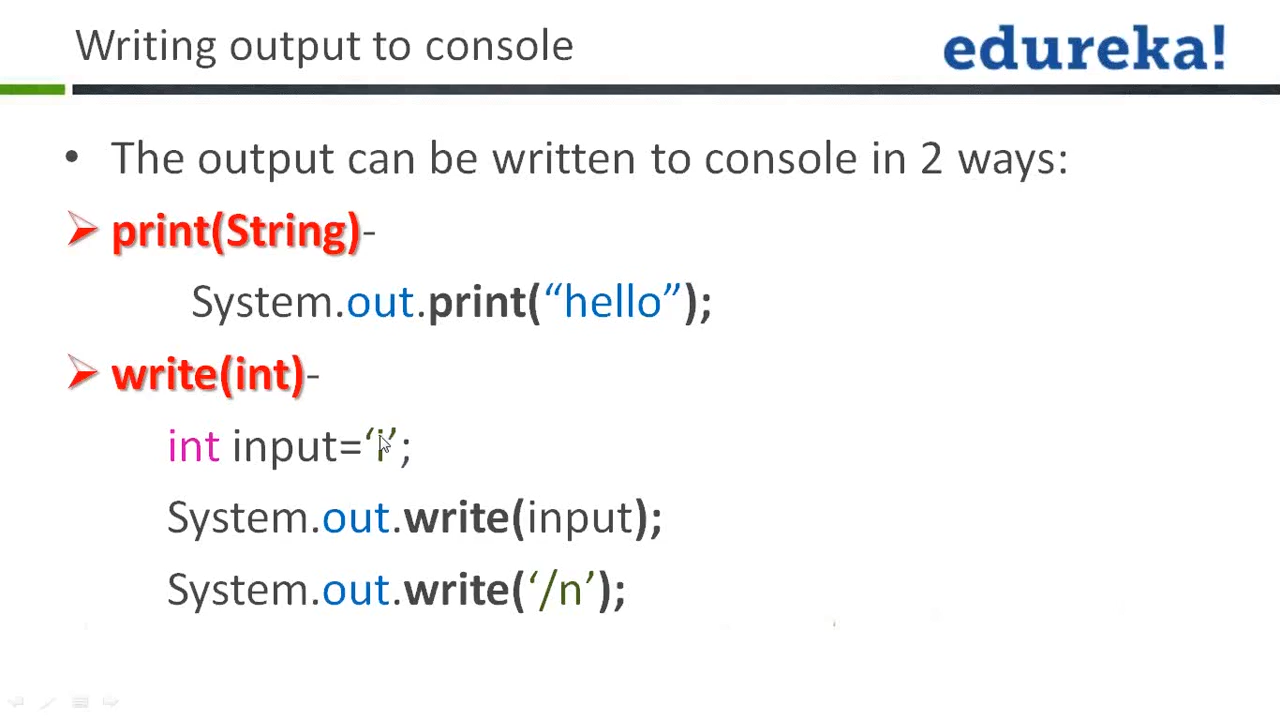 Writing output to console
edureka!
• The output can be written to console in 2 ways:
➢ print(String)-
System.out.print(“hello”);
➢ write(int)-
int input=‘i’;
System.out.write(input);
System.out.write(‘/n’);